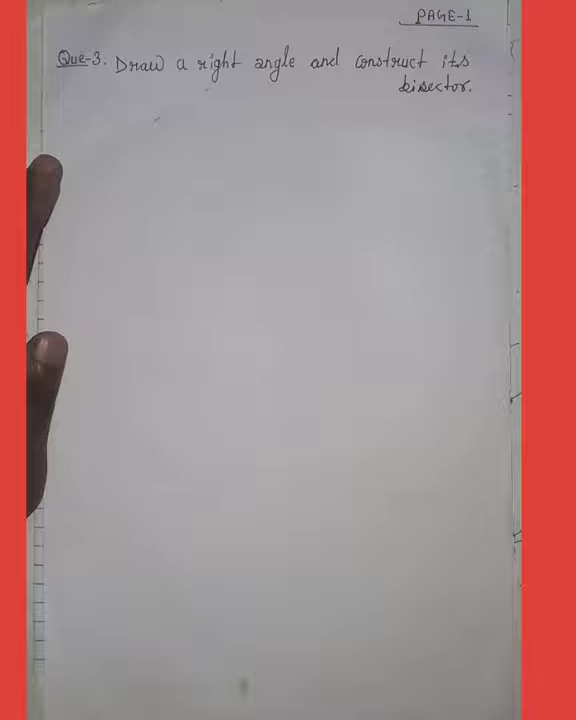 PAGE-1
Que-3. Draw a right angle and construct its
bisector.